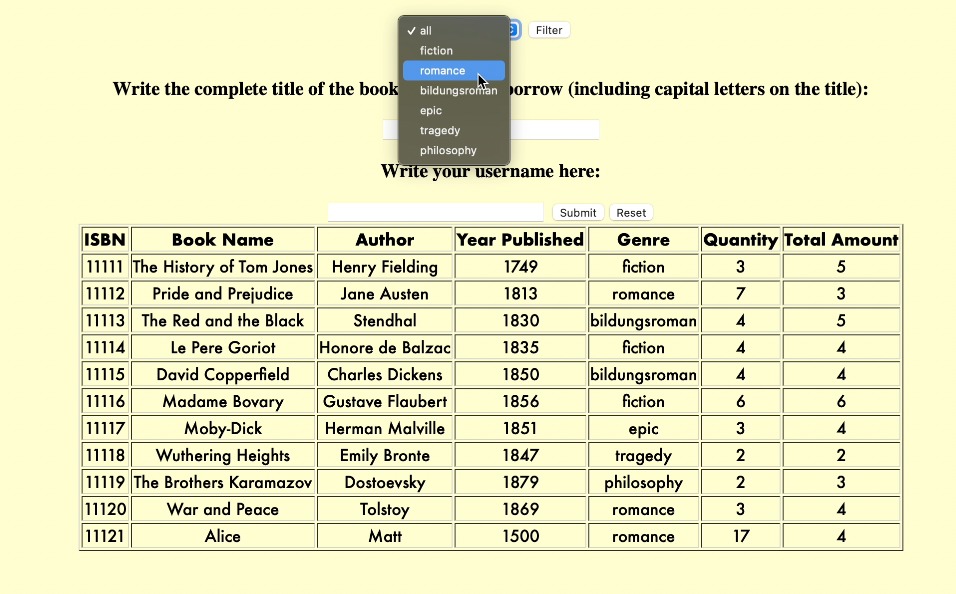 ✓ all
Filter
fiction
romance
Write the complete title of the book borrow (including capital letters on the title):
bildungsroman
epic
tragedy
philosophy
Write your username here:
Submit Reset
ISBN Book Name Author Year Published Genre Quantity Total Amount
11111 The History of Tom Jones Henry Fielding 1749 fiction 3 5
11112 Pride and Prejudice Jane Austen 1813 romance 7 3
11113 The Red and the Black Stendhal 1830 bildungsroman 4 5
11114 Le Pere Goriot Honore de Balzac 1835 fiction 4 4
11115 David Copperfield Charles Dickens 1850 bildungsroman 4 4
11116 Madame Bovary Gustave Flaubert 1856 fiction 6 6
11117 Moby-Dick Herman Malville 1851 epic 3 4
11118 Wuthering Heights Emily Bronte 1847 tragedy 2 2
11119 The Brothers Karamazov Dostoevsky 1879 philosophy 2 3
11120 War and Peace Tolstoy 1869 romance 3 4
11121 Alice Matt 1500 romance 17 4